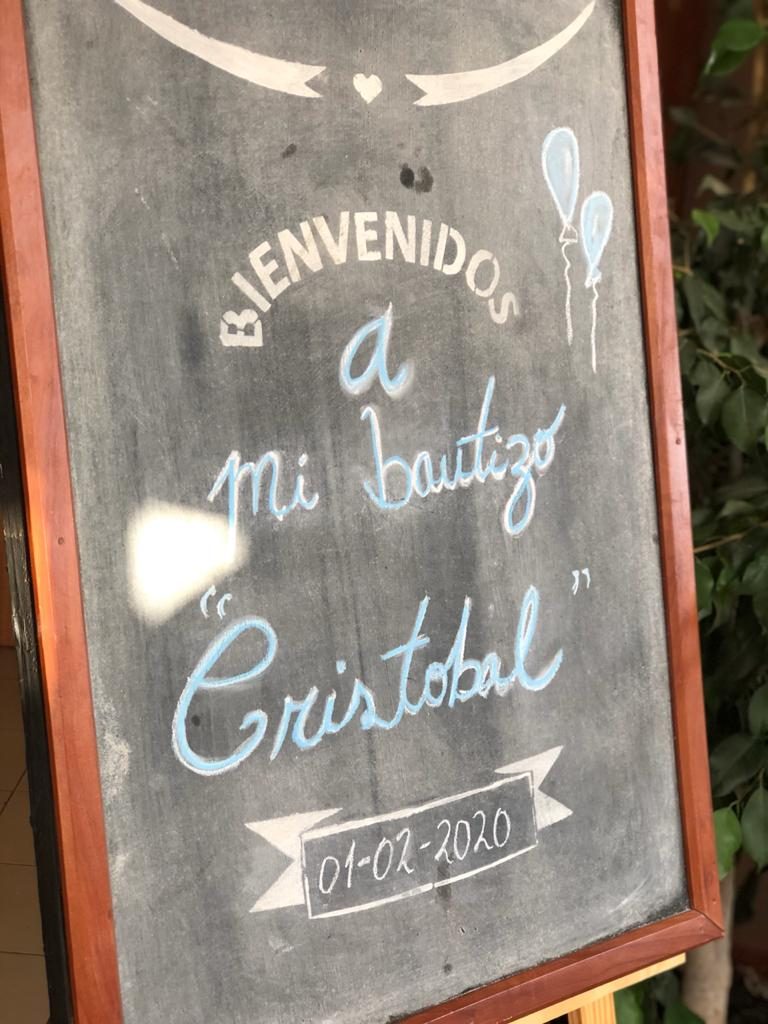 BIENVENIDOS
a
mi bautizo
“Cristobal”
01-02-2020